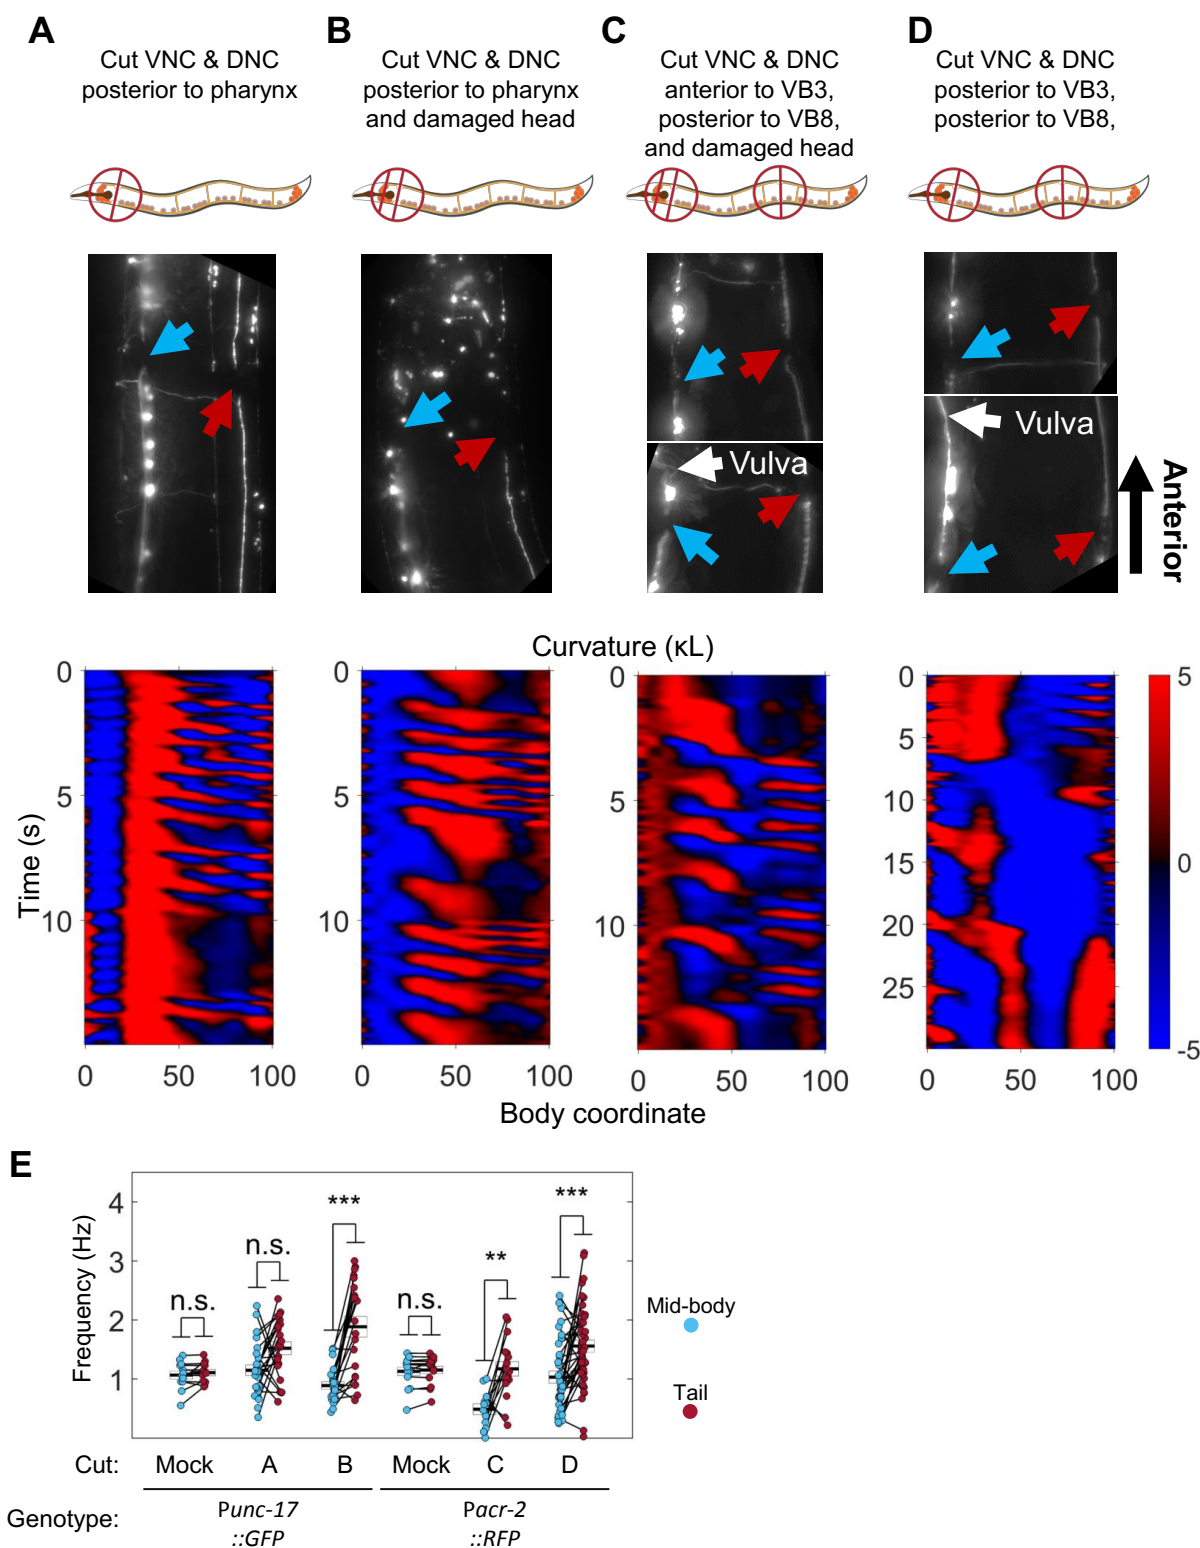 A
Cut VNC & DNC
posterior to pharynx
B
Cut VNC & DNC
posterior to pharynx
and damaged head
C
Cut VNC & DNC
anterior to VB3,
posterior to VB8,
and damaged head
D
Cut VNC & DNC
posterior to VB3,
posterior to VB8,
Vulva
Vulva
Anterior
Curvature (κL)
Time (s)
0
5
10
0
50
100
0
5
10
0
50
100
0
5
10
0
50
100
0
5
10
15
20
25
0
50
100
5
0
-5
Body coordinate
E
Frequency (Hz)
4
3
2
1
n.s.
n.s.
***
n.s.
**
***
Mid-body
Tail
Cut: Mock A B Mock C D
Genotype: Punc-17 Pacr-2
::GFP ::RFP